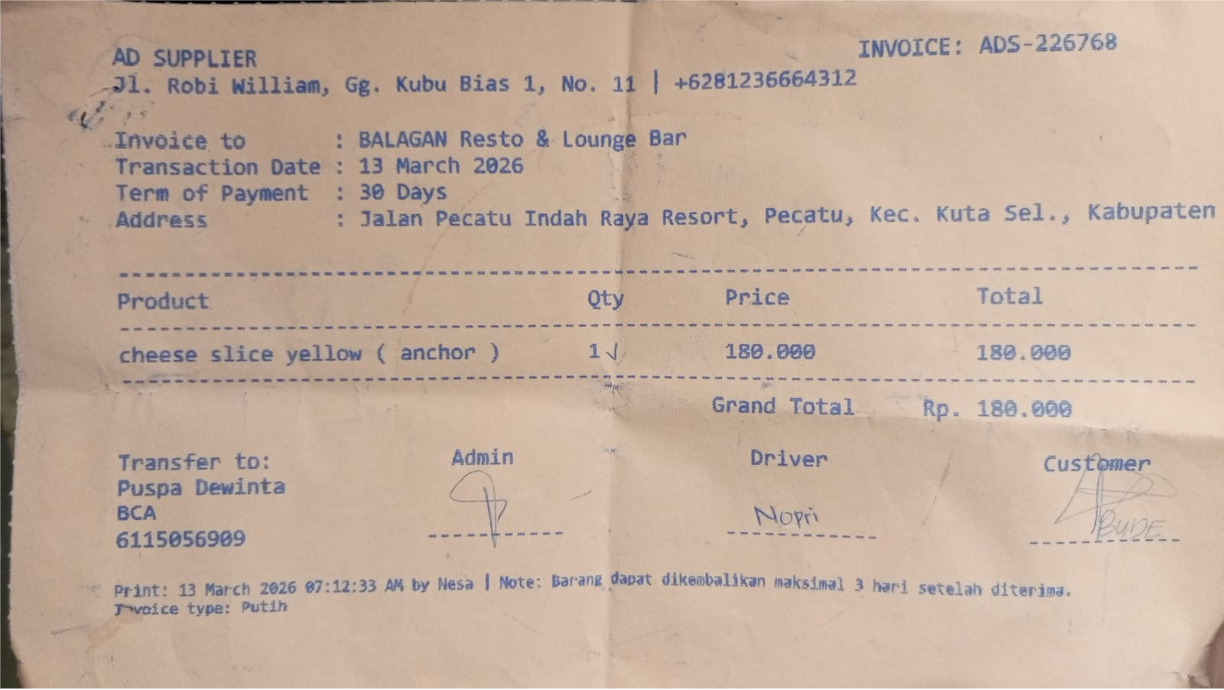 AD SUPPLIER INVOICE: ADS-226768
Jl. Robi William, Gg. Kubu Bias 1, No. 11 | +6281236664312
Invoice to : BALAGAN Resto & Lounge Bar
Transaction Date : 13 March 2026
Term of Payment : 30 Days
Address : Jalan Pecatu Indah Raya Resort, Pecatu, Kec. Kuta Sel., Kabupaten
Product Qty Price Total
cheese slice yellow ( anchor ) 1 ✓ 180.000 180.000
Grand Total Rp. 180.000
Transfer to: Admin Driver Customer
Puspa Dewinta
BCA Nopri BUDE
6115056909
Print: 13 March 2026 07:12:33 AM by Nesa | Note: Barang dapat dikembalikan maksimal 3 hari setelah diterima.
Invoice type: Putih